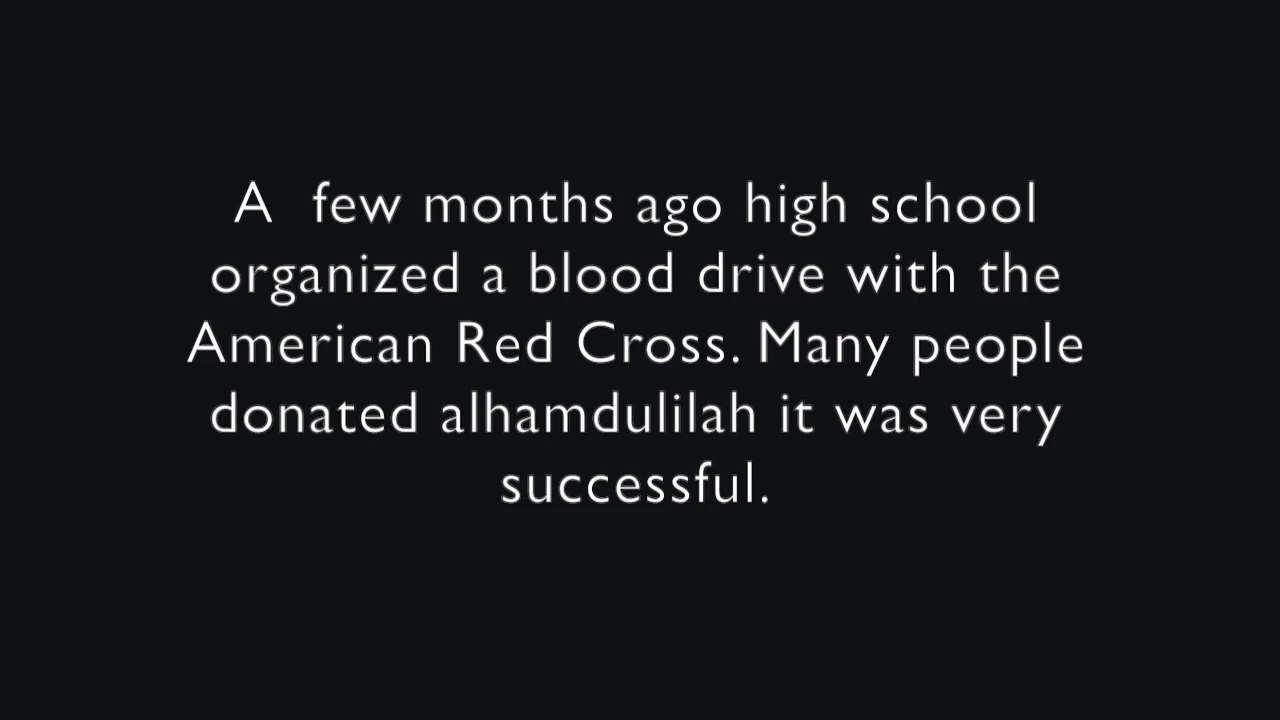 A  few months ago high school
organized a blood drive with the
American Red Cross. Many people
donated alhamdulilah it was very
successful.